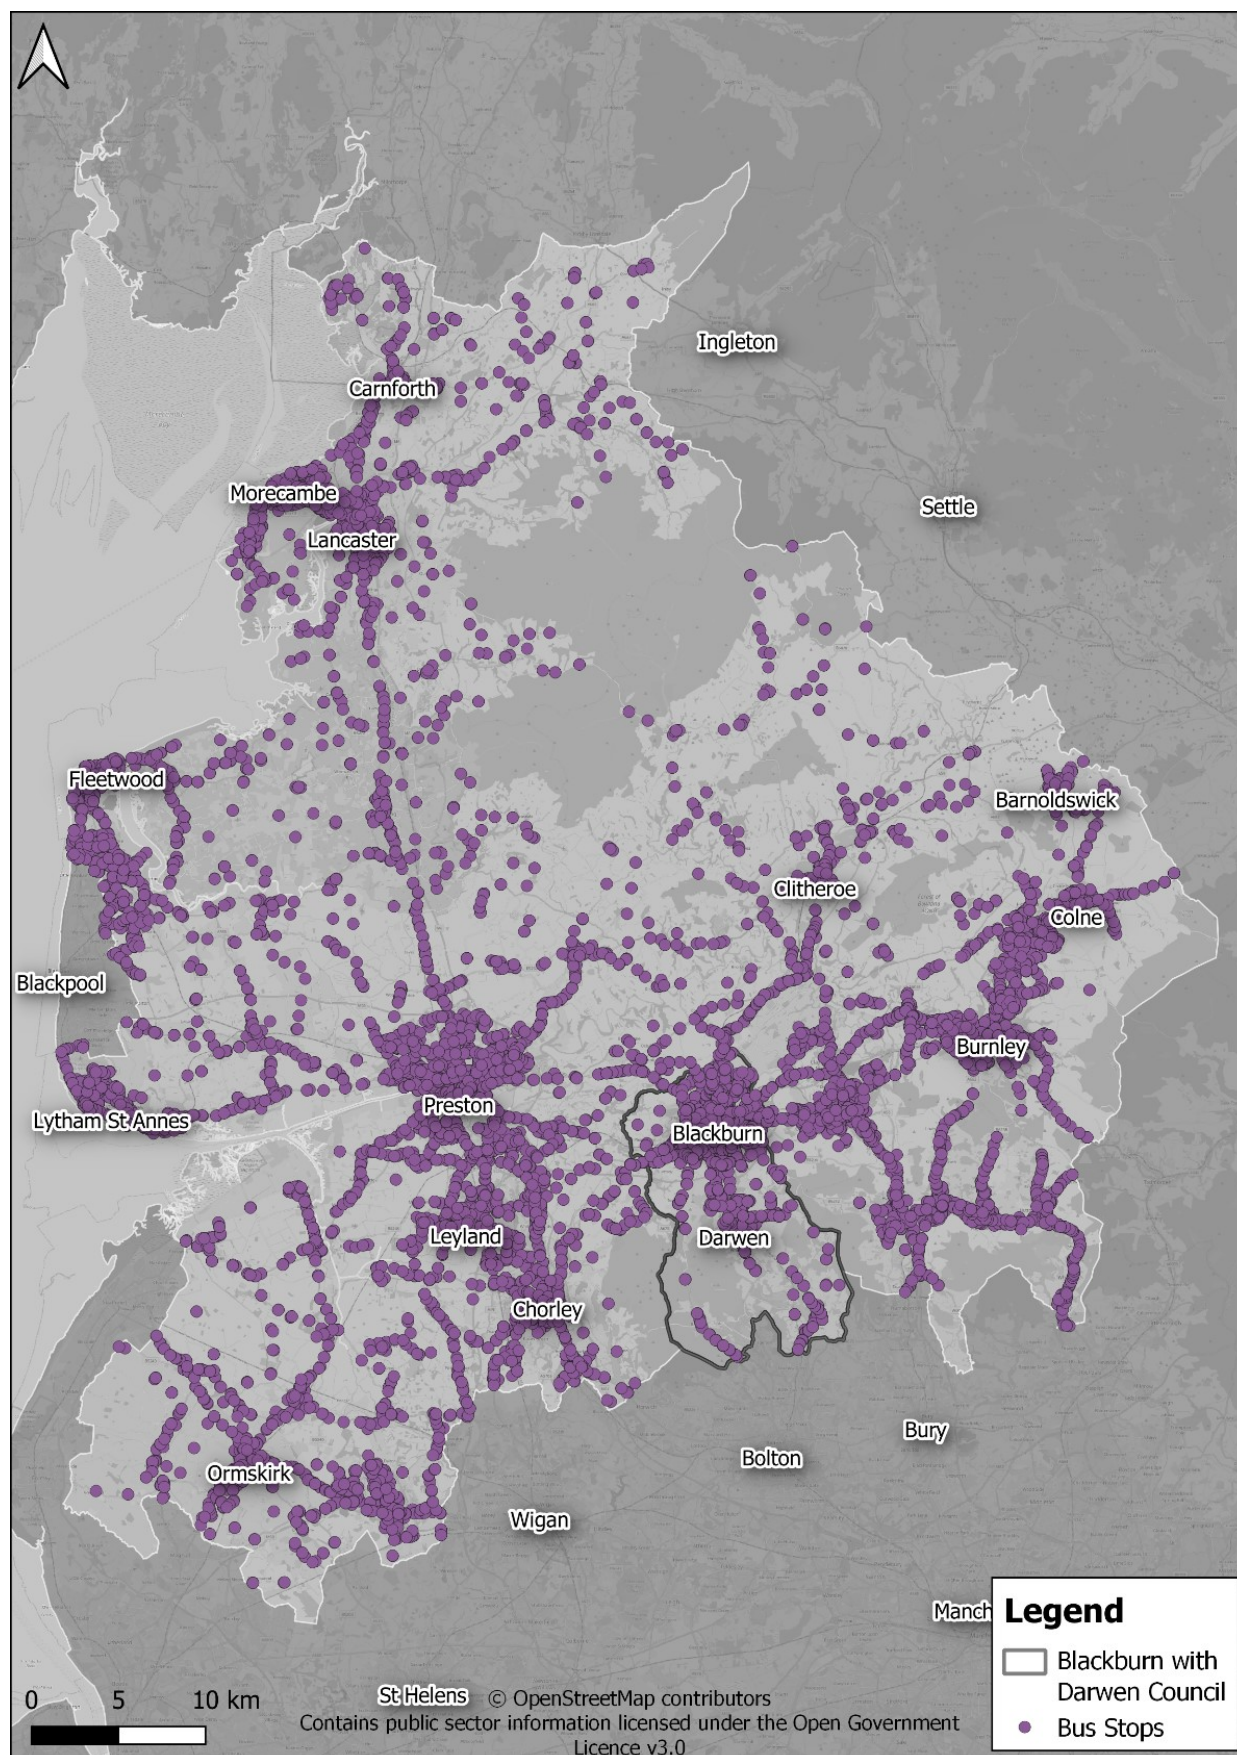 Ingleton
Carnforth
Morecambe
Settle
Lancaster
Fleetwood
Barnoldswick
Clitheroe
Colne
Blackpool
Burnley
Preston
Lytham St Annes
Blackburn
Leyland
Darwen
Chorley
Bury
Bolton
Ormskirk
Wigan
Manch
Legend
Blackburn with
Darwen Council
Bus Stops
St Helens
0 5 10 km
© OpenStreetMap contributors
Contains public sector information licensed under the Open Government
Licence v3.0